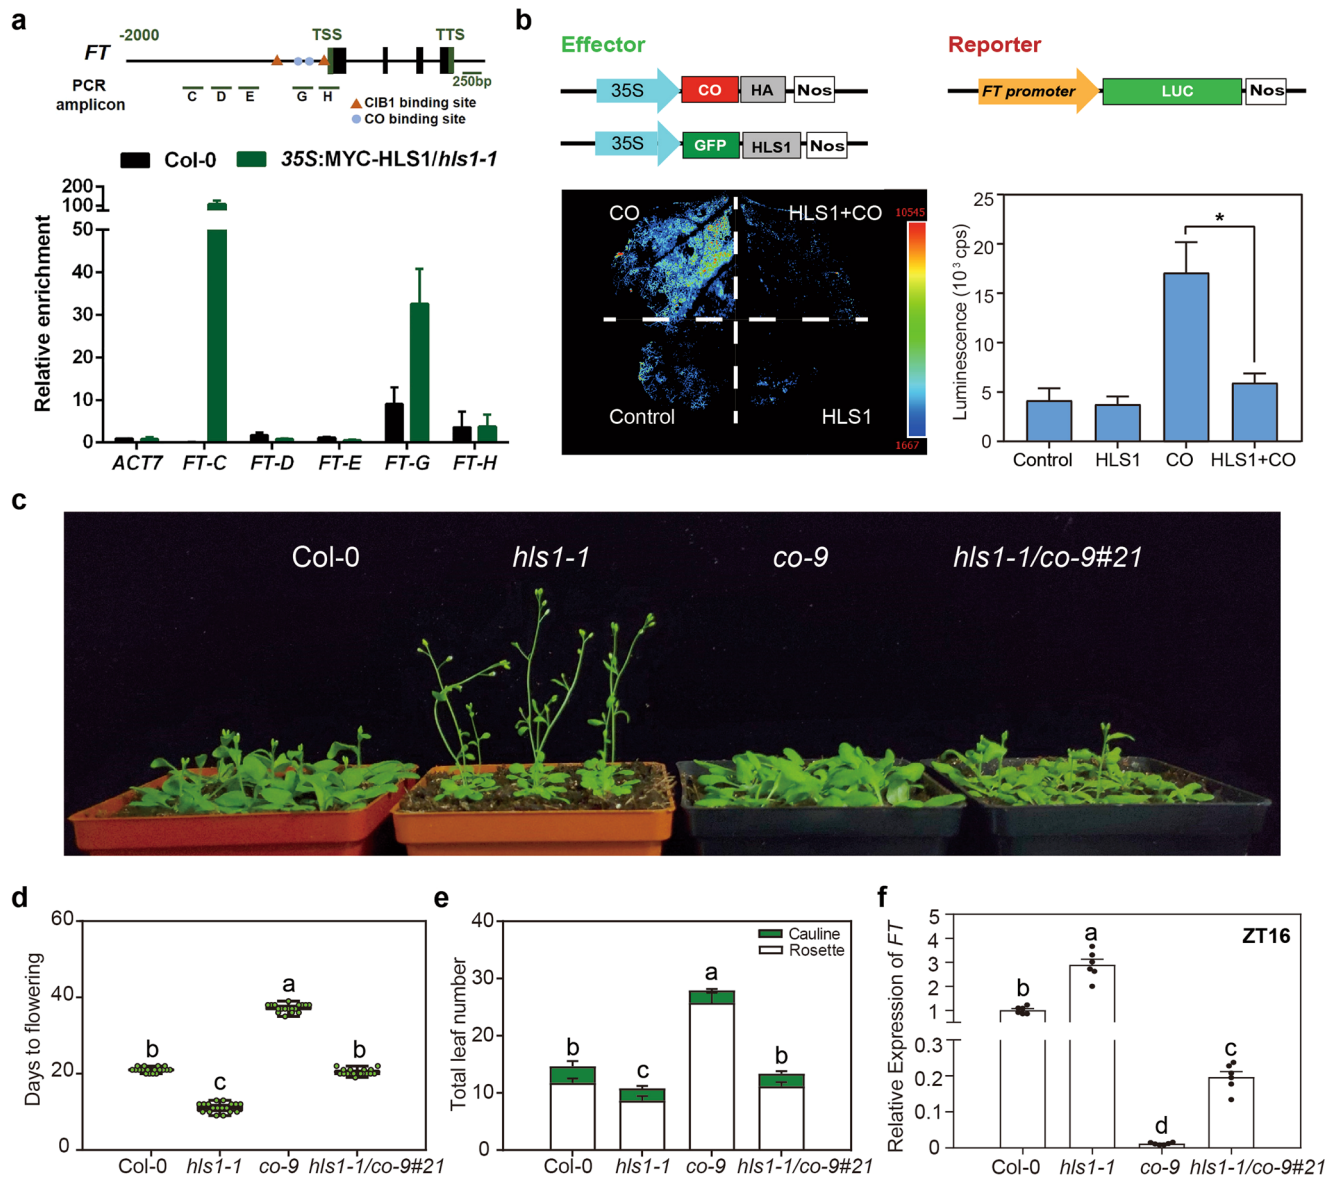 a
-2000
TSS
TTS
FT
250bp
PCR
amplicon
C D E G H
CIB1 binding site
CO binding site
Col-0
35S:MYC-HLS1/hls1-1
Relative enrichment
200
100
50
40
30
20
10
0
ACT7 FT-C FT-D FT-E FT-G FT-H
b
Effector
Reporter
35S CO HA Nos
FT promoter LUC Nos
35S GFP HLS1 Nos
CO
HLS1+CO
10545
Control
HLS1
1667
Luminescence (10³ cps)
25
20
15
10
5
0
*
Control HLS1 CO HLS1+CO
c
Col-0 hls1-1 co-9 hls1-1/co-9#21
d
Days to flowering
60
40
20
0
b c a b
Col-0 hls1-1 co-9 hls1-1/co-9#21
e
Total leaf number
40
30
20
10
0
Cauline
Rosette
b c a b
Col-0 hls1-1 co-9 hls1-1/co-9#21
f
Relative Expression of FT
5
4
3
2
1
0.3
0.2
0.1
0
ZT16
b a d c
Col-0 hls1-1 co-9 hls1-1/co-9#21